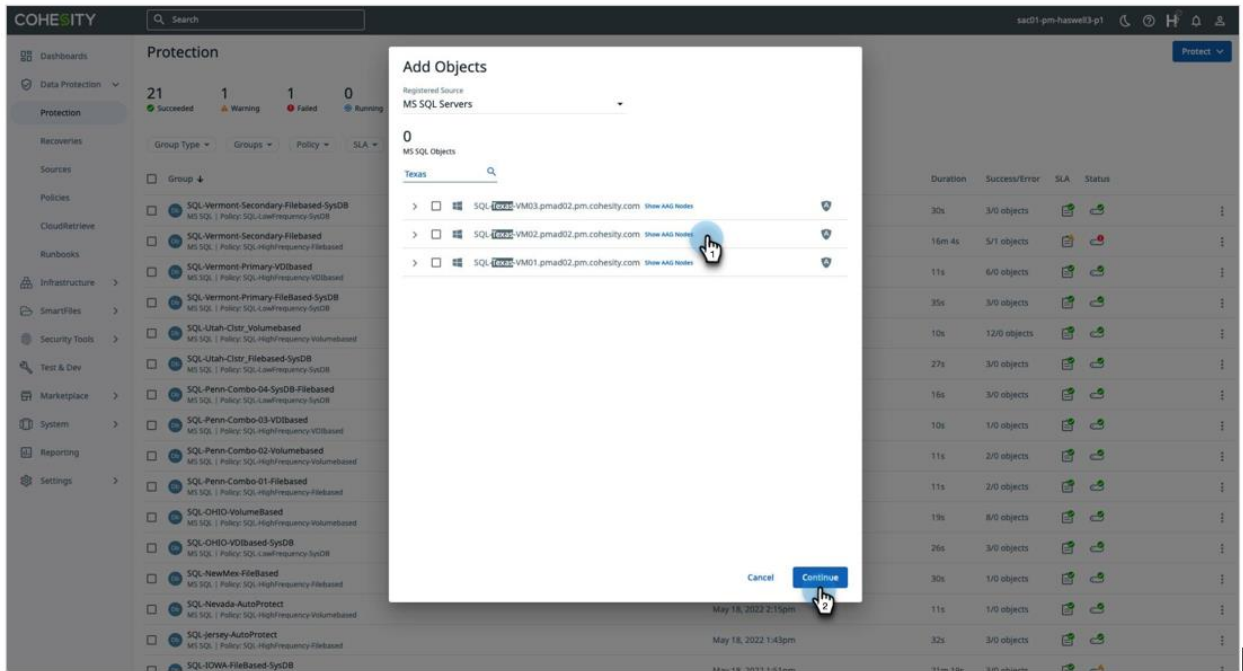 COHESITY
Search
sac01-pm-haswell3-p1
Dashboards
Data Protection
Protection
Recoveries
Sources
Policies
CloudRetrieve
Runbooks
Infrastructure
SmartFiles
Security Tools
Test & Dev
Marketplace
System
Reporting
Settings
Protection
Protect
21 1 1 0
Succeeded Warning Failed Running
Group Type Groups Policy SLA
Group Duration Success/Error SLA Status
SQL-Vermont-Secondary-Filebased-SysDB
MS SQL | Policy: SQL-LowFrequency-SysDB
30s 3/0 objects
SQL-Vermont-Secondary-Filebased
MS SQL | Policy: SQL-HighFrequency-Filebased
16m 4s 5/1 objects
SQL-Vermont-Primary-VDIbased
MS SQL | Policy: SQL-HighFrequency-VDIbased
11s 6/0 objects
SQL-Vermont-Primary-FileBased-SysDB
MS SQL | Policy: SQL-LowFrequency-SysDB
35s 3/0 objects
SQL-Utah-Clstr_Volumebased
MS SQL | Policy: SQL-HighFrequency-Volumebased
10s 12/0 objects
SQL-Utah-Clstr_Filebased-SysDB
MS SQL | Policy: SQL-LowFrequency-SysDB
27s 3/0 objects
SQL-Penn-Combo-04-SysDB-Filebased
MS SQL | Policy: SQL-LowFrequency-SysDB
16s 3/0 objects
SQL-Penn-Combo-03-VDIbased
MS SQL | Policy: SQL-HighFrequency-VDIbased
10s 1/0 objects
SQL-Penn-Combo-02-Volumebased
MS SQL | Policy: SQL-HighFrequency-Volumebased
11s 2/0 objects
SQL-Penn-Combo-01-Filebased
MS SQL | Policy: SQL-HighFrequency-Filebased
11s 2/0 objects
SQL-OHIO-VolumeBased
MS SQL | Policy: SQL-HighFrequency-Volumebased
19s 8/0 objects
SQL-OHIO-VDIbased-SysDB
MS SQL | Policy: SQL-LowFrequency-SysDB
26s 3/0 objects
SQL-NewMex-FileBased
MS SQL | Policy: SQL-HighFrequency-Filebased
30s 1/0 objects
SQL-Nevada-AutoProtect
MS SQL | Policy: SQL-HighFrequency-Volumebased
May 18, 2022 2:15pm 11s 1/0 objects
SQL-Jersey-AutoProtect
MS SQL | Policy: SQL-HighFrequency-Filebased
May 18, 2022 1:43pm 32s 3/0 objects
SQL-IOWA-FileBased-SysDB
Add Objects
Registered Source
MS SQL Servers
0
MS SQL Objects
Texas
SQL-Texas-VM03.pmad02.pm.cohesity.com Show AAG Nodes
SQL-Texas-VM02.pmad02.pm.cohesity.com Show AAG Nodes
1
SQL-Texas-VM01.pmad02.pm.cohesity.com Show AAG Nodes
Cancel Continue
2